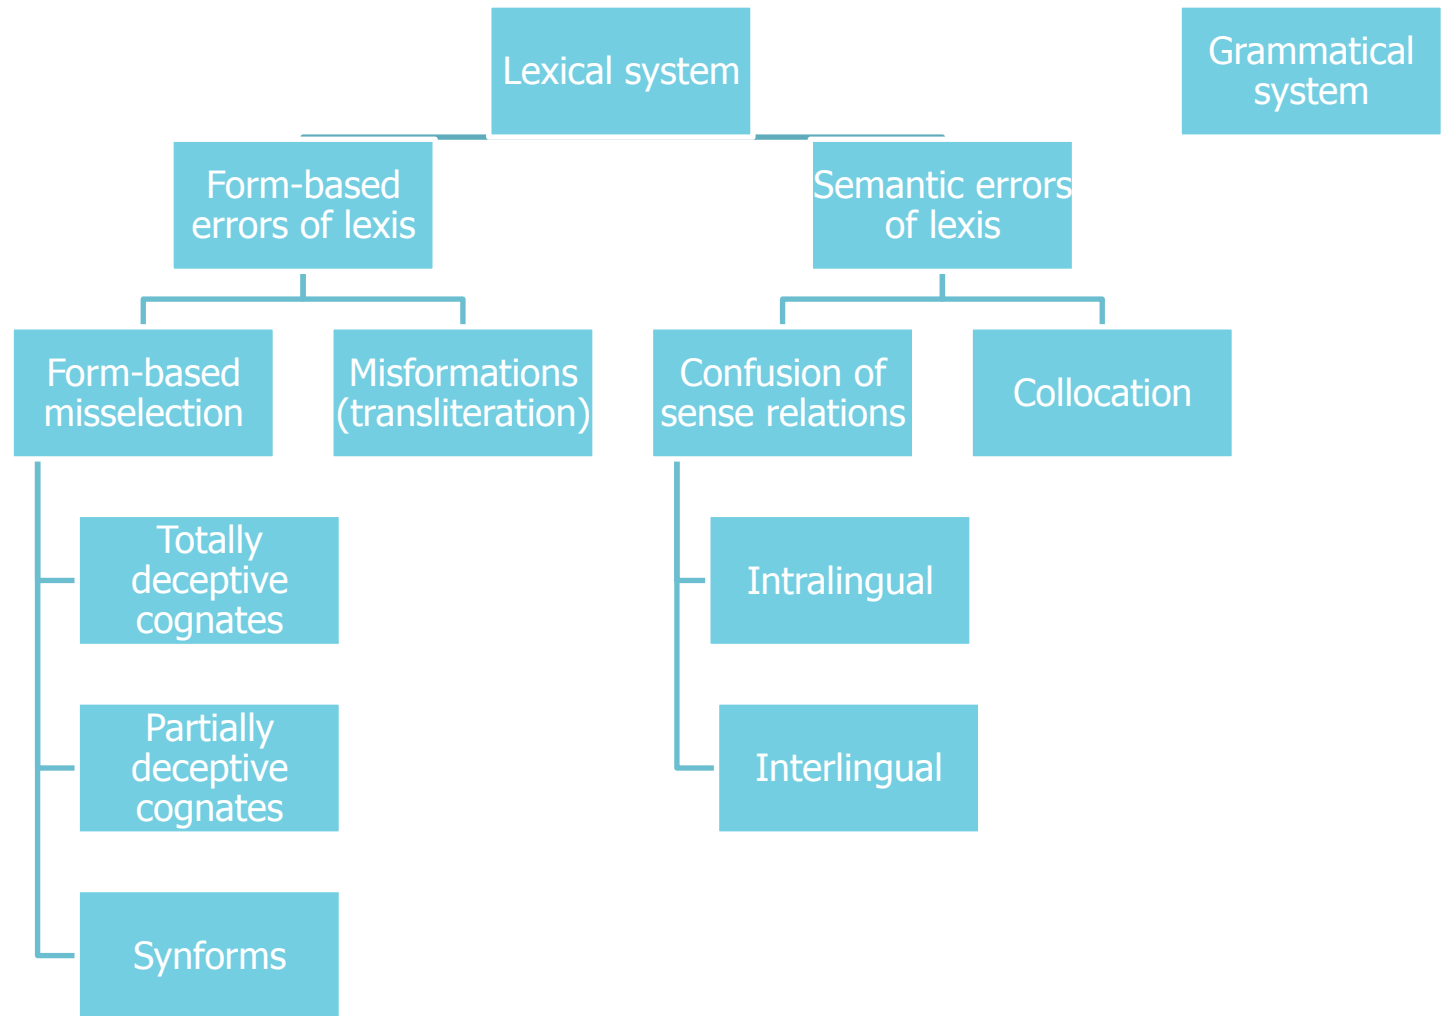 Lexical system
Grammatical
system
Form-based
errors of lexis
Semantic errors
of lexis
Form-based
misselection
Misformations
(transliteration)
Confusion of
sense relations
Collocation
Totally
deceptive
cognates
Intralingual
Partially
deceptive
cognates
Interlingual
Synforms